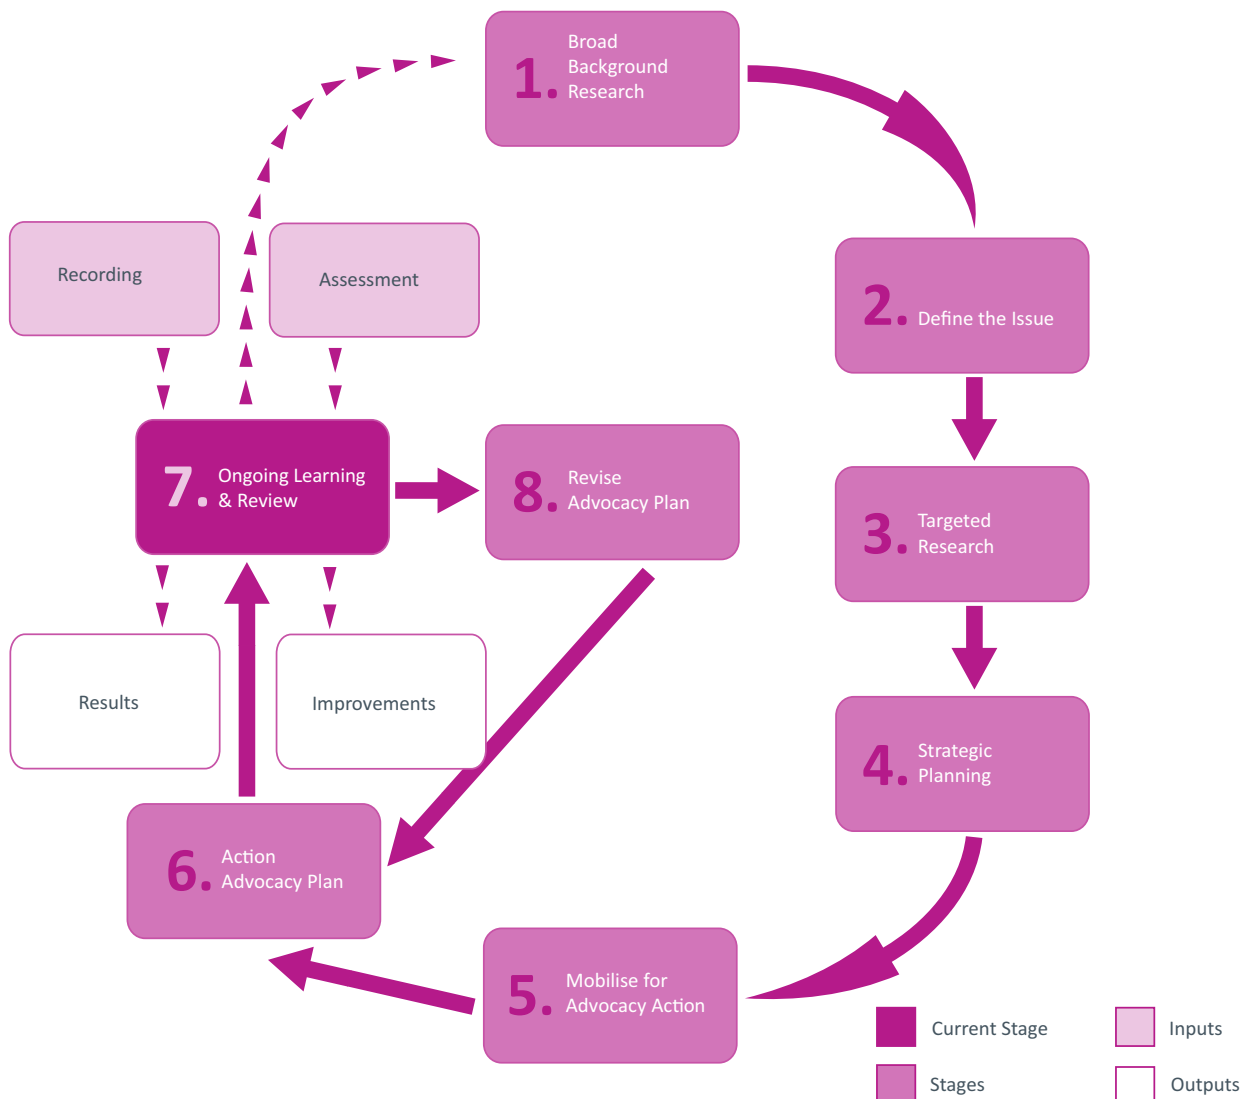 1. Broad
Background
Research
Recording
Assessment
2. Define the Issue
7. Ongoing Learning
& Review
8. Revise
Advocacy Plan
3. Targeted
Research
Results
Improvements
4. Strategic
Planning
6. Action
Advocacy Plan
5. Mobilise for
Advocacy Action
Current Stage
Inputs
Stages
Outputs